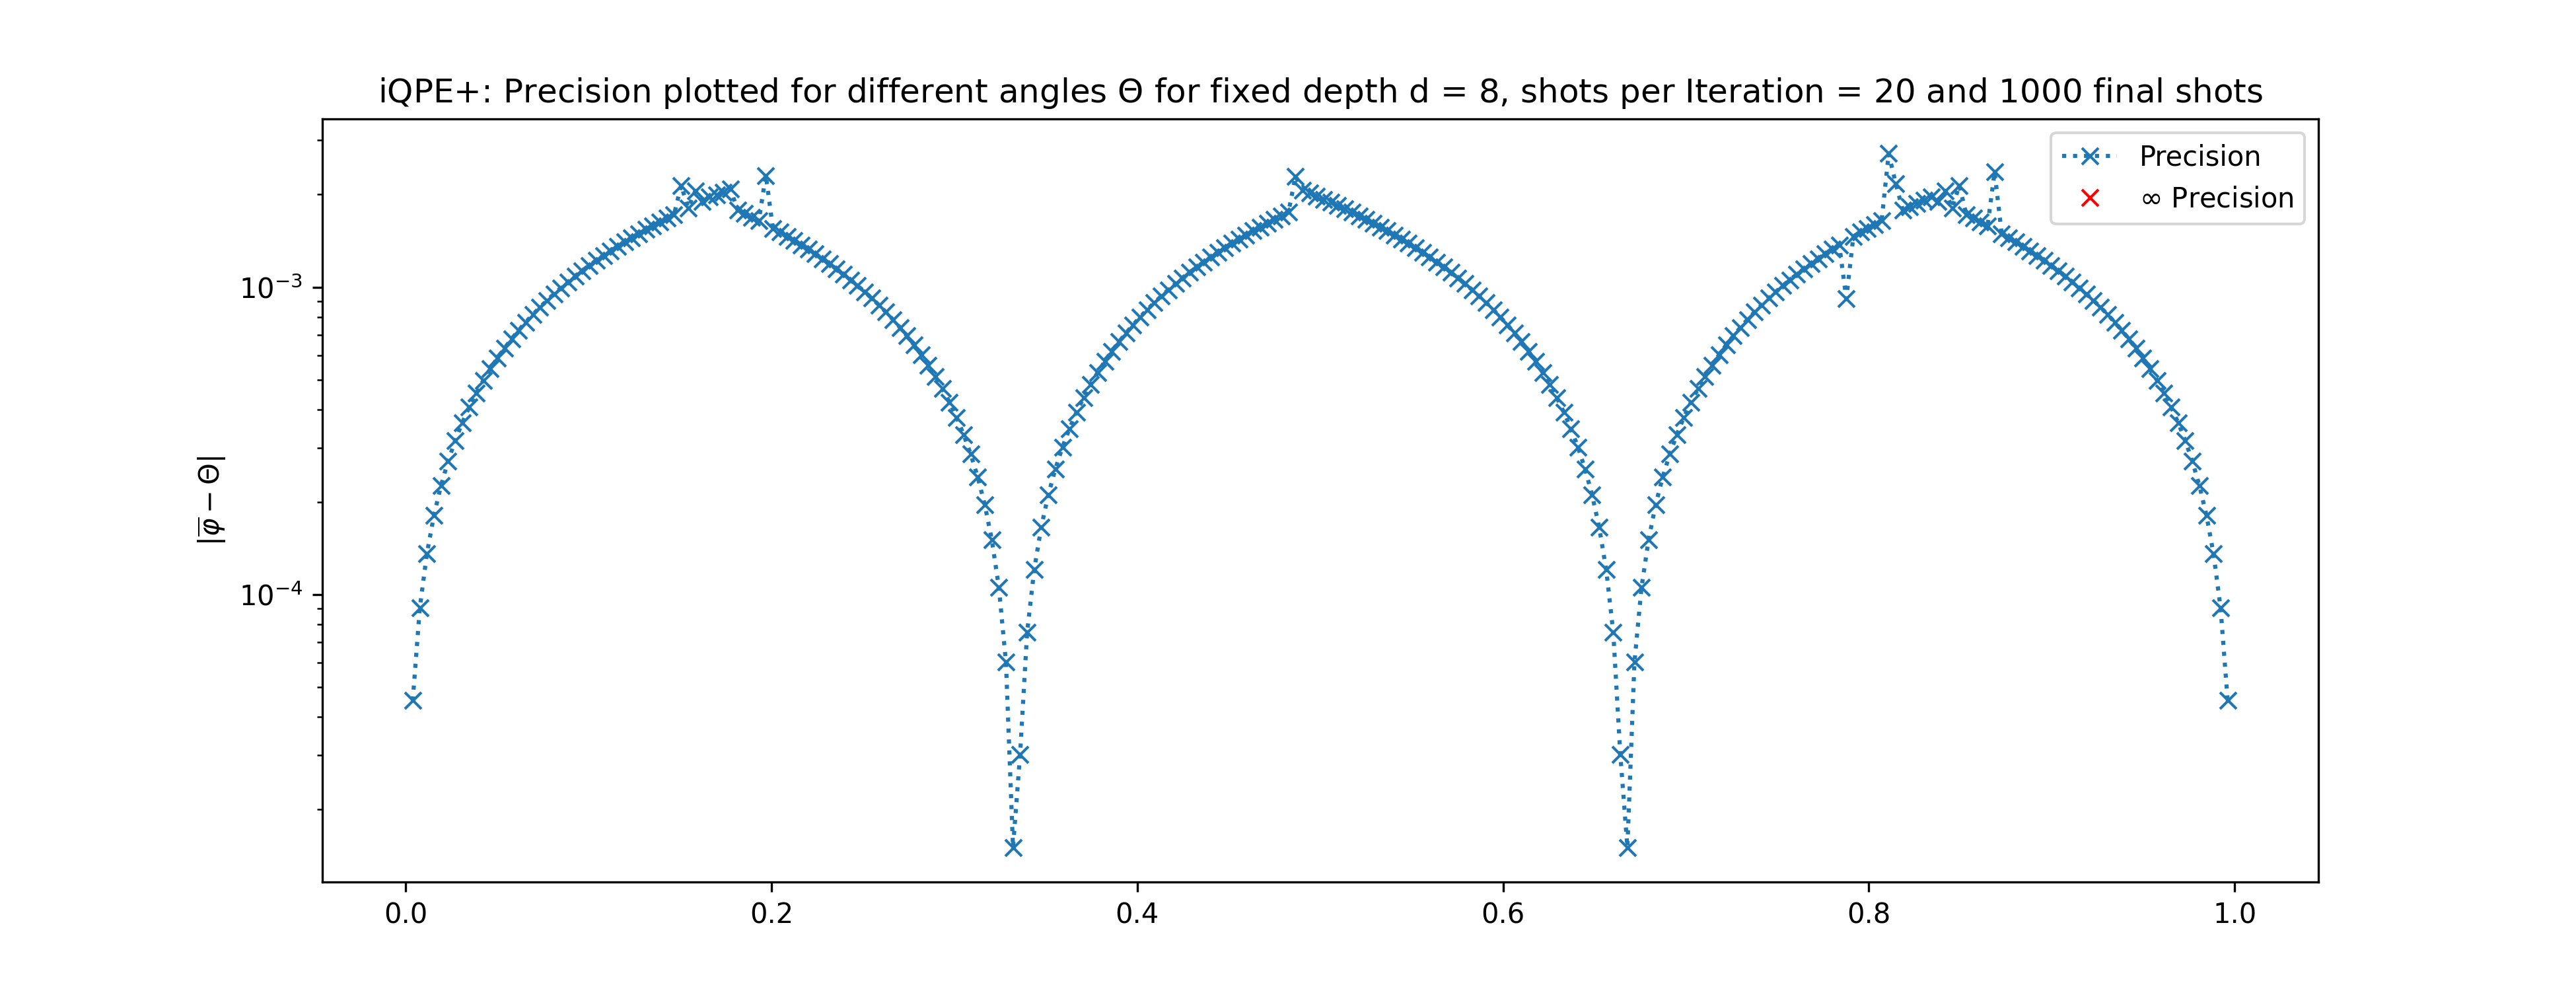 iQPE+: Precision plotted for different angles Θ for fixed depth d = 8, shots per Iteration = 20 and 1000 final shots
Precision
∞ Precision
10⁻³
10⁻⁴
|φ̅ − Θ|
0.0 0.2 0.4 0.6 0.8 1.0